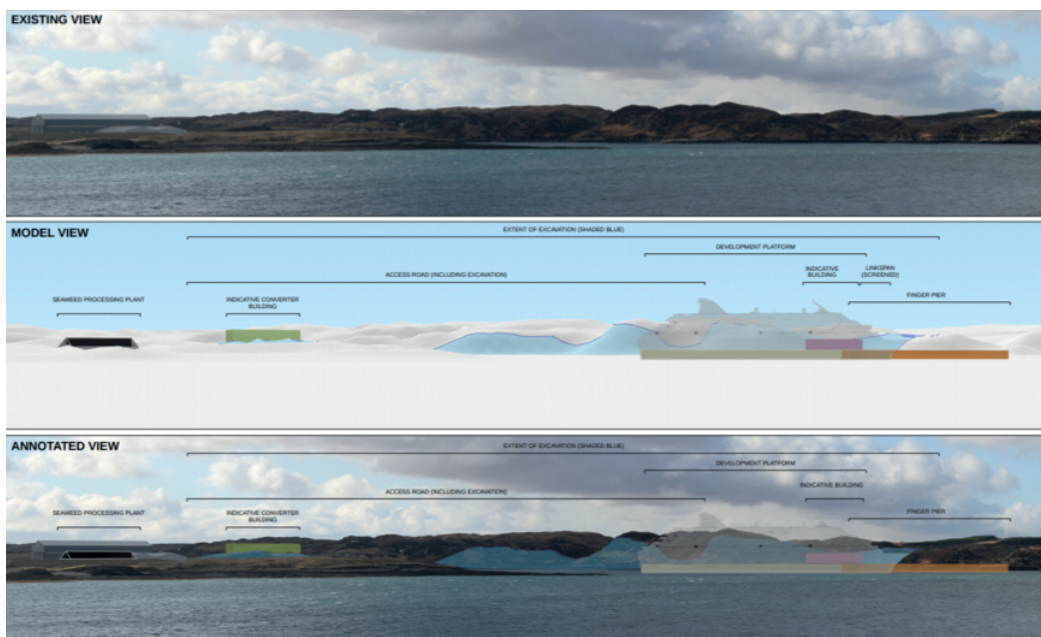 EXISTING VIEW
MODEL VIEW
EXTENT OF EXCAVATION (SHADED BLUE)
DEVELOPMENT PLATFORM
ACCESS ROAD (INCLUDING EXCAVATION)
INDICATIVE
BUILDING
LINKSPAN
(SCREENED)
SEAWEED PROCESSING PLANT
INDICATIVE CONVERTER
BUILDING
FINGER PIER
ANNOTATED VIEW
EXTENT OF EXCAVATION (SHADED BLUE)
DEVELOPMENT PLATFORM
ACCESS ROAD (INCLUDING EXCAVATION)
INDICATIVE BUILDING
SEAWEED PROCESSING PLANT
INDICATIVE CONVERTER
BUILDING
FINGER PIER